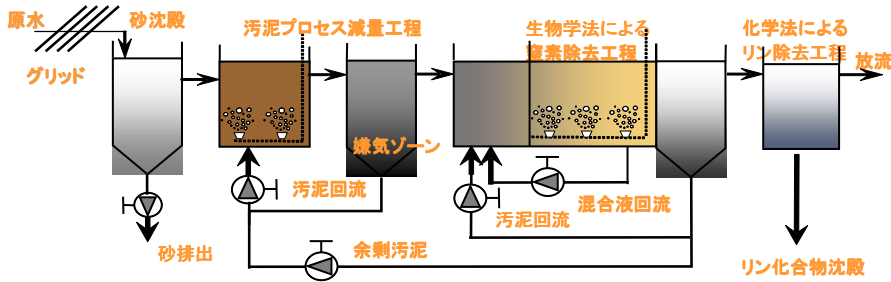 原水
砂沈殿
グリッド
汚泥プロセス減量工程
生物学法による
窒素除去工程
化学法による
リン除去工程
放流
嫌気ゾーン
汚泥回流
混合液回流
汚泥回流
砂排出
余剰汚泥
リン化合物沈殿